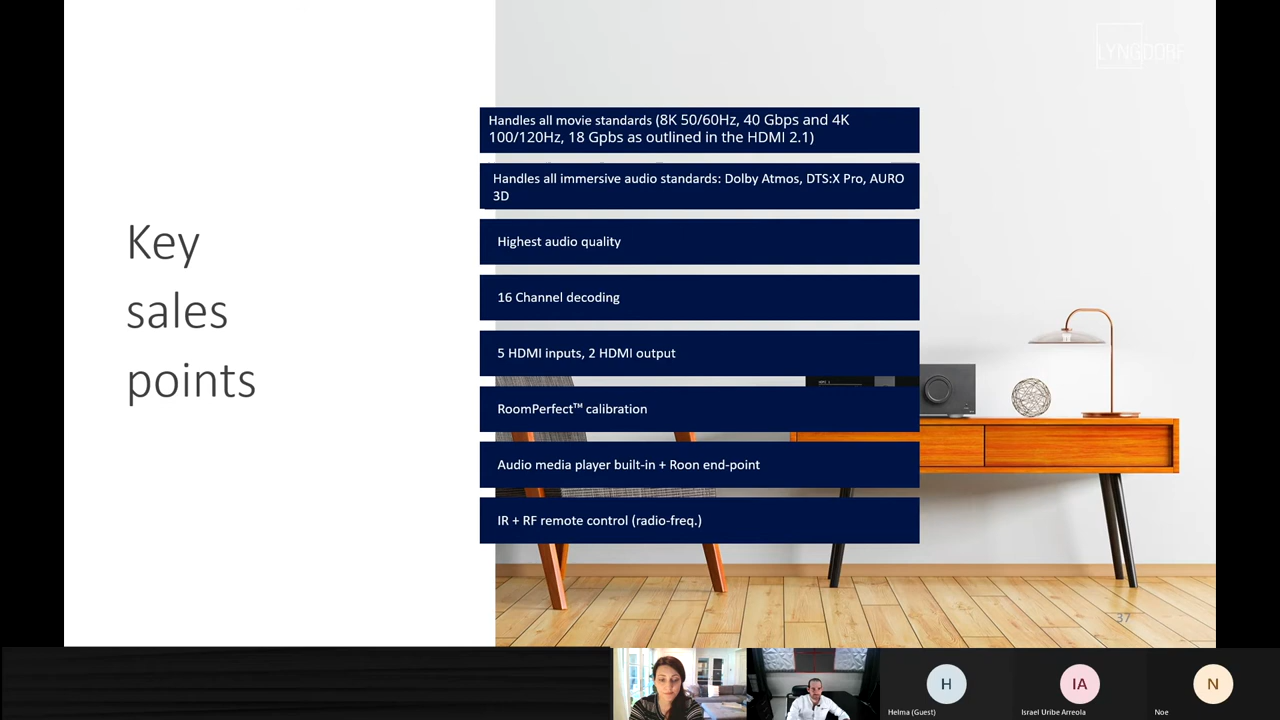 LYNGDORF
Key
sales
points
Handles all movie standards (8K 50/60Hz, 40 Gbps and 4K
100/120Hz, 18 Gpbs as outlined in the HDMI 2.1)
Handles all immersive audio standards: Dolby Atmos, DTS:X Pro, AURO
3D
Highest audio quality
16 Channel decoding
5 HDMI inputs, 2 HDMI output
RoomPerfect™ calibration
Audio media player built-in + Roon end-point
IR + RF remote control (radio-freq.)
37
H
IA
N
Helma (Guest)
Israel Uribe Arreola
Noe